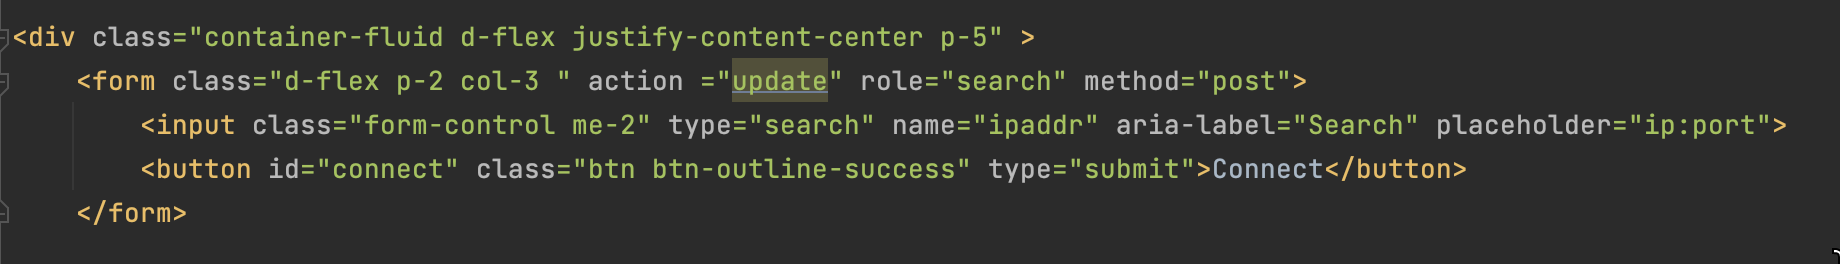 <div class="container-fluid d-flex justify-content-center p-5" >
    <form class="d-flex p-2 col-3 " action ="update" role="search" method="post">
        <input class="form-control me-2" type="search" name="ipaddr" aria-label="Search" placeholder="ip:port">
        <button id="connect" class="btn btn-outline-success" type="submit">Connect</button>
    </form>